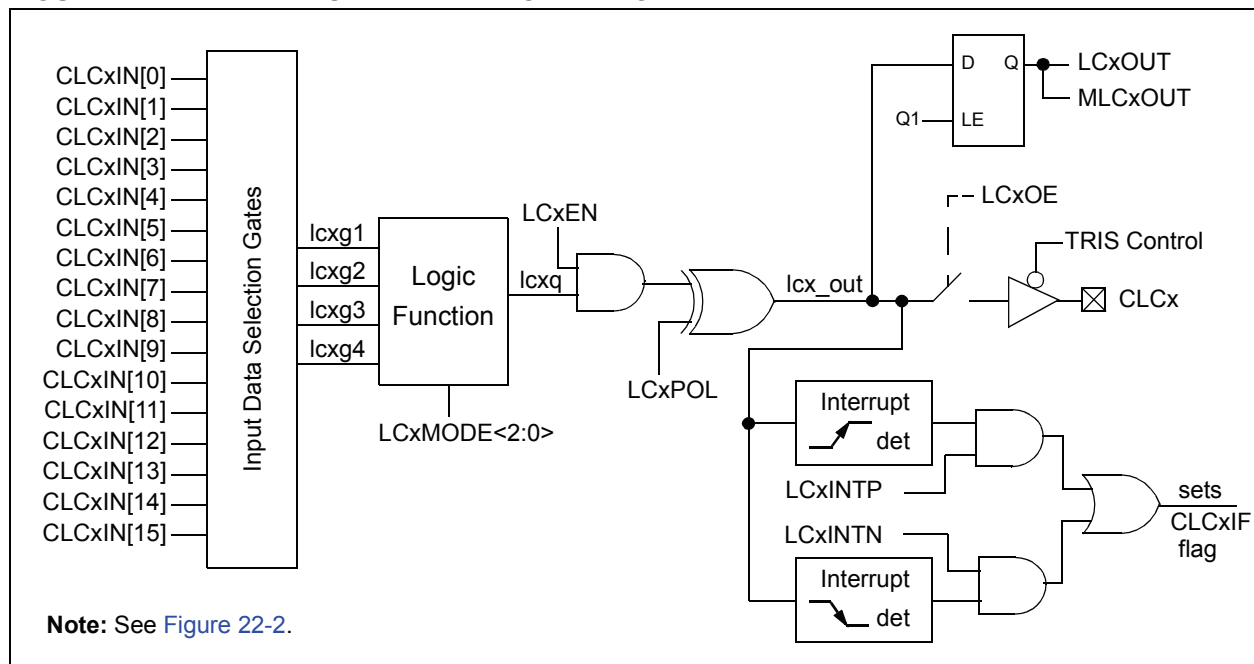 CLCxIN[0]
CLCxIN[1]
CLCxIN[2]
CLCxIN[3]
CLCxIN[4]
CLCxIN[5]
CLCxIN[6]
CLCxIN[7]
CLCxIN[8]
CLCxIN[9]
CLCxIN[10]
CLCxIN[11]
CLCxIN[12]
CLCxIN[13]
CLCxIN[14]
CLCxIN[15]
Input Data Selection Gates
lcxg1
lcxg2
lcxg3
lcxg4
Logic
Function
LCxMODE<2:0>
lcxq
LCxEN
LCxPOL
lcx_out
D
Q
Q1
LE
LCxOUT
MLCxOUT
LCxOE
TRIS Control
CLCx
Interrupt
det
LCxINTP
LCxINTN
Interrupt
det
sets
CLCxIF
flag
Note: See Figure 22-2.